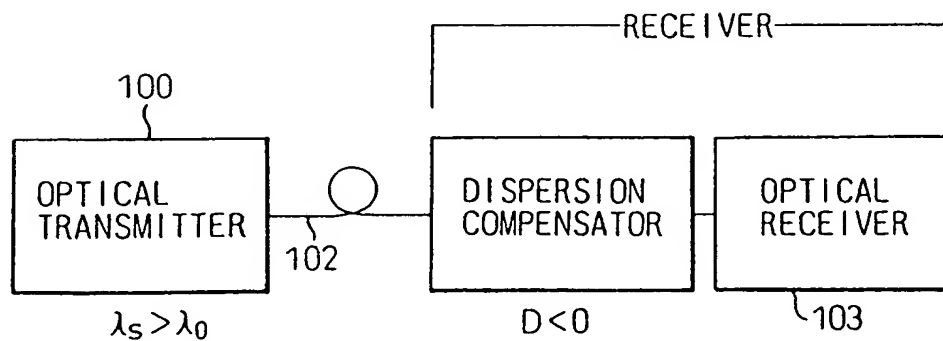 RECEIVER
100
OPTICAL
TRANSMITTER
102
DISPERSION
COMPENSATOR
OPTICAL
RECEIVER
103
λS>λ0
D<0